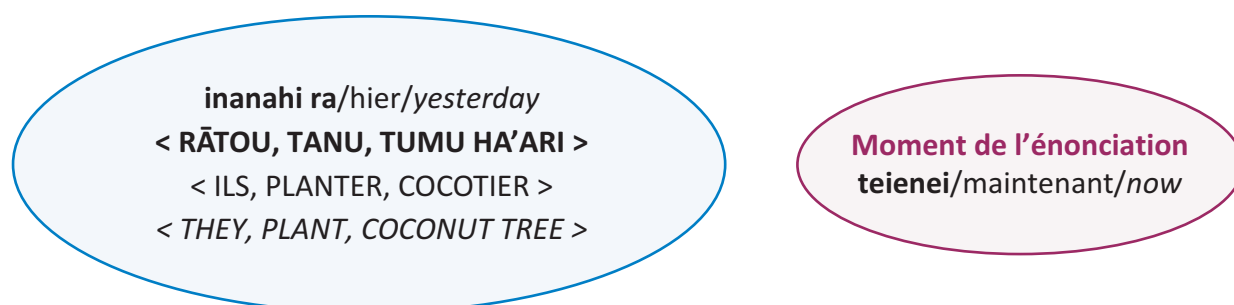 inanahi ra/hier/yesterday
< RĀTOU, TANU, TUMU HA’ARI >
< ILS, PLANTER, COCOTIER >
< THEY, PLANT, COCONUT TREE >
Moment de l’énonciation
teienei/maintenant/now